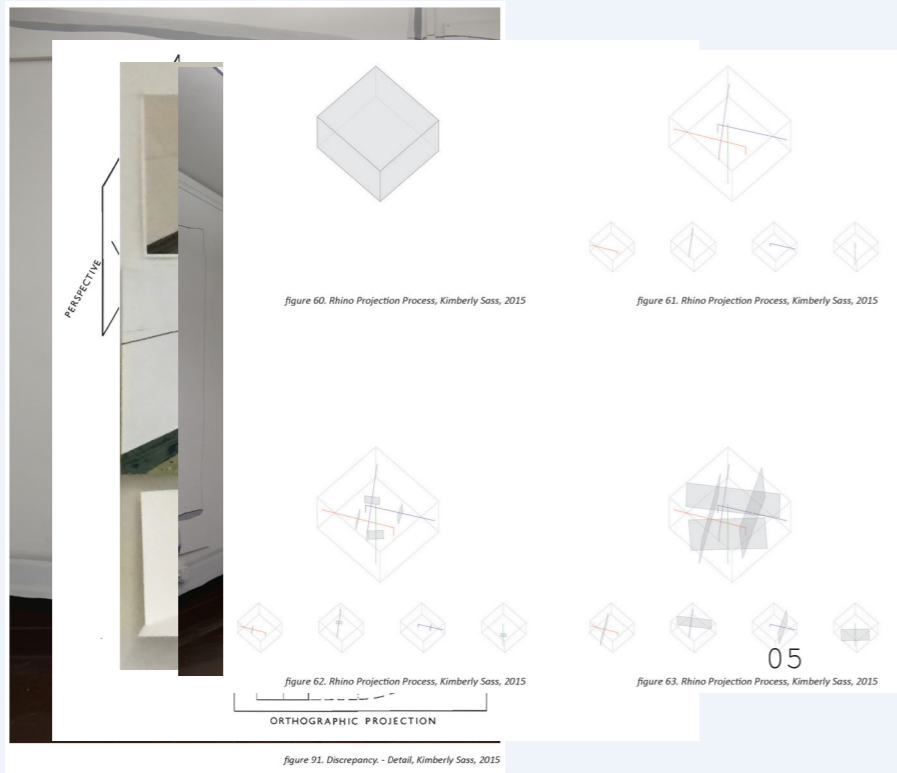 PERSPECTIVE
figure 60. Rhino Projection Process, Kimberly Sass, 2015
figure 61. Rhino Projection Process, Kimberly Sass, 2015
05
figure 62. Rhino Projection Process, Kimberly Sass, 2015
figure 63. Rhino Projection Process, Kimberly Sass, 2015
ORTHOGRAPHIC PROJECTION
figure 91. Discrepancy. - Detail, Kimberly Sass, 2015